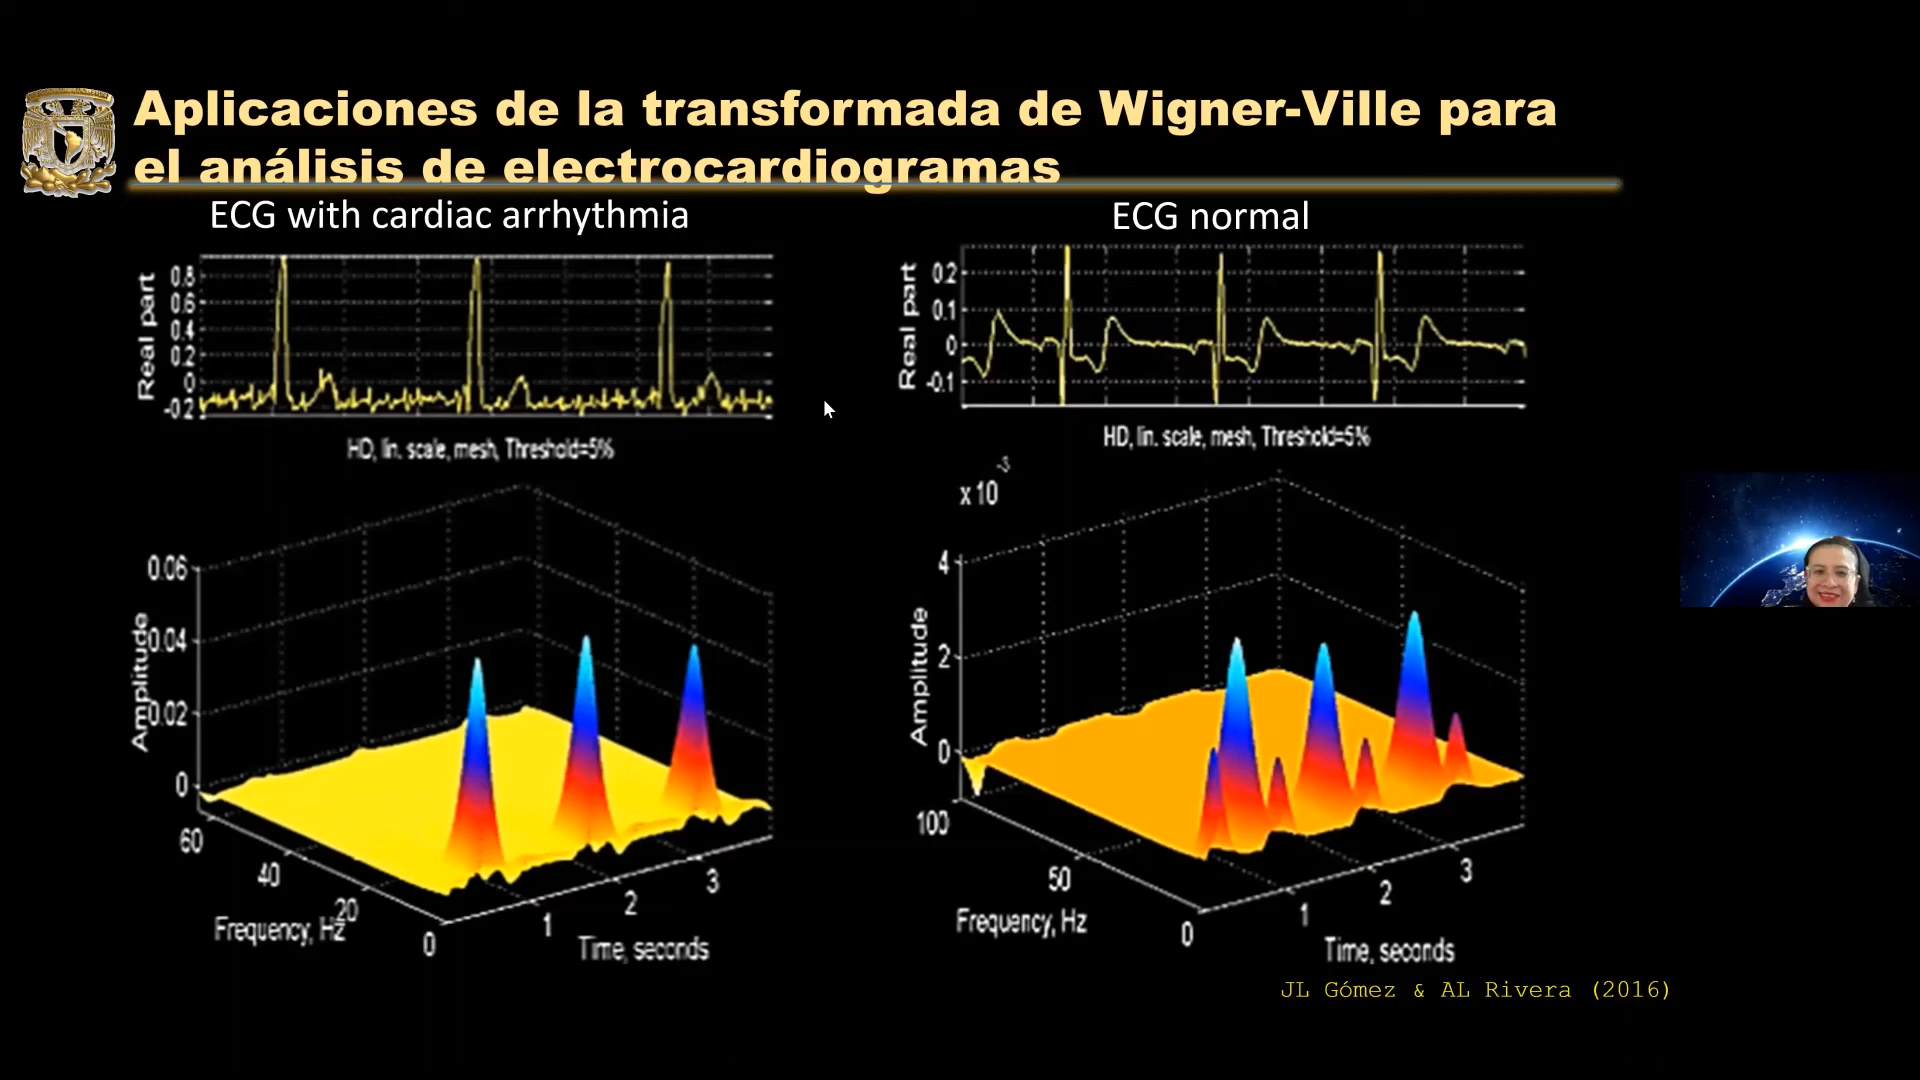 Aplicaciones de la transformada de Wigner-Ville para
el análisis de electrocardiogramas
ECG with cardiac arrhythmia
Real part
0.8
0.6
0.4
0.2
0
-0.2
HD, lin. scale, mesh, Threshold=5%
Amplitude
0.06
0.04
0.02
0
60
40
20
0
Frequency, Hz
1
2
3
Time, seconds
ECG normal
Real part
0.2
0.1
0
-0.1
HD, lin. scale, mesh, Threshold=5%
x 10
-3
Amplitude
4
2
0
100
50
0
Frequency, Hz
1
2
3
Time, seconds
JL Gómez & AL Rivera (2016)